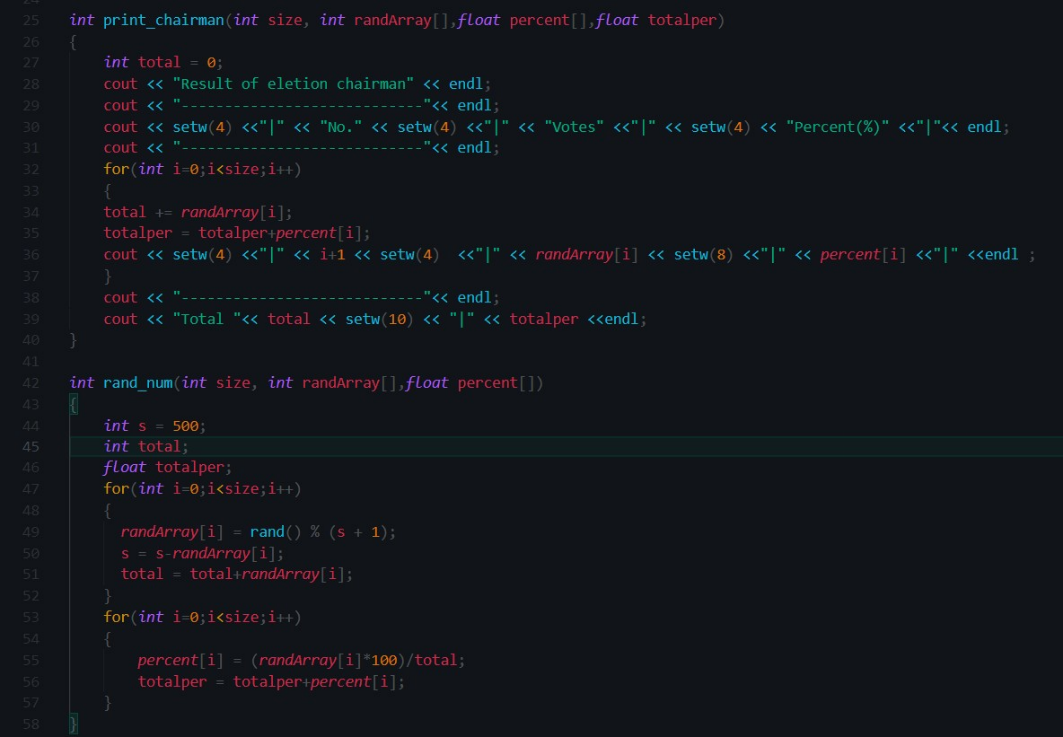 24
25 int print_chairman(int size, int randArray[],float percent[],float totalper)
26 {
27 int total = 0;
28 cout << "Result of eletion chairman" << endl;
29 cout << "----------------------------"<< endl;
30 cout << setw(4) <<"|" << "No." << setw(4) <<"|" << "Votes" <<"|" << setw(4) << "Percent(%)" <<"|"<< endl;
31 cout << "----------------------------"<< endl;
32 for(int i=0;i<size;i++)
33 {
34 total += randArray[i];
35 totalper = totalper+percent[i];
36 cout << setw(4) <<"|" << i+1 << setw(4)  <<"|" << randArray[i] << setw(8) <<"|" << percent[i] <<"|" <<endl ;
37 }
38 cout << "----------------------------"<< endl;
39 cout << "Total "<< total << setw(10) << "|" << totalper <<endl;
40 }
41
42 int rand_num(int size, int randArray[],float percent[])
43 {
44 int s = 500;
45 int total;
46 float totalper;
47 for(int i=0;i<size;i++)
48 {
49 randArray[i] = rand() % (s + 1);
50 s = s-randArray[i];
51 total = total+randArray[i];
52 }
53 for(int i=0;i<size;i++)
54 {
55 percent[i] = (randArray[i]*100)/total;
56 totalper = totalper+percent[i];
57 }
58 }